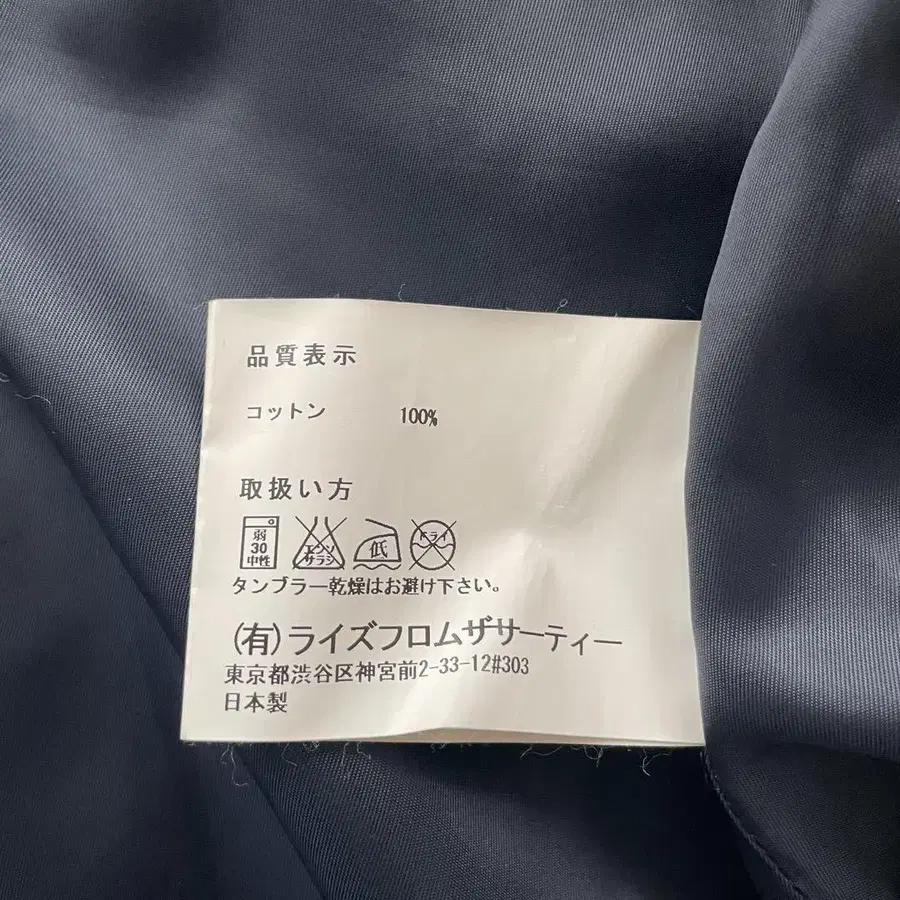 品質表示
コットン 100%
取扱い方
弱 30 中性 エンソ サラシ 低 ドライ
タンブラー乾燥はお避け下さい。
(有)ライズフロムザサーティー
東京都渋谷区神宮前2-33-12#303
日本製